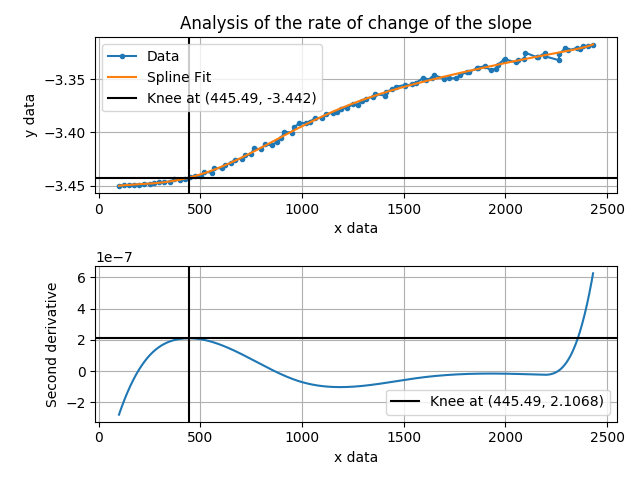 Analysis of the rate of change of the slope
Data
Spline Fit
Knee at (445.49, -3.442)
y data
−3.35
−3.40
−3.45
0
500
1000
1500
2000
2500
x data
1e−7
Second derivative
6
4
2
0
−2
Knee at (445.49, 2.1068)
0
500
1000
1500
2000
2500
x data